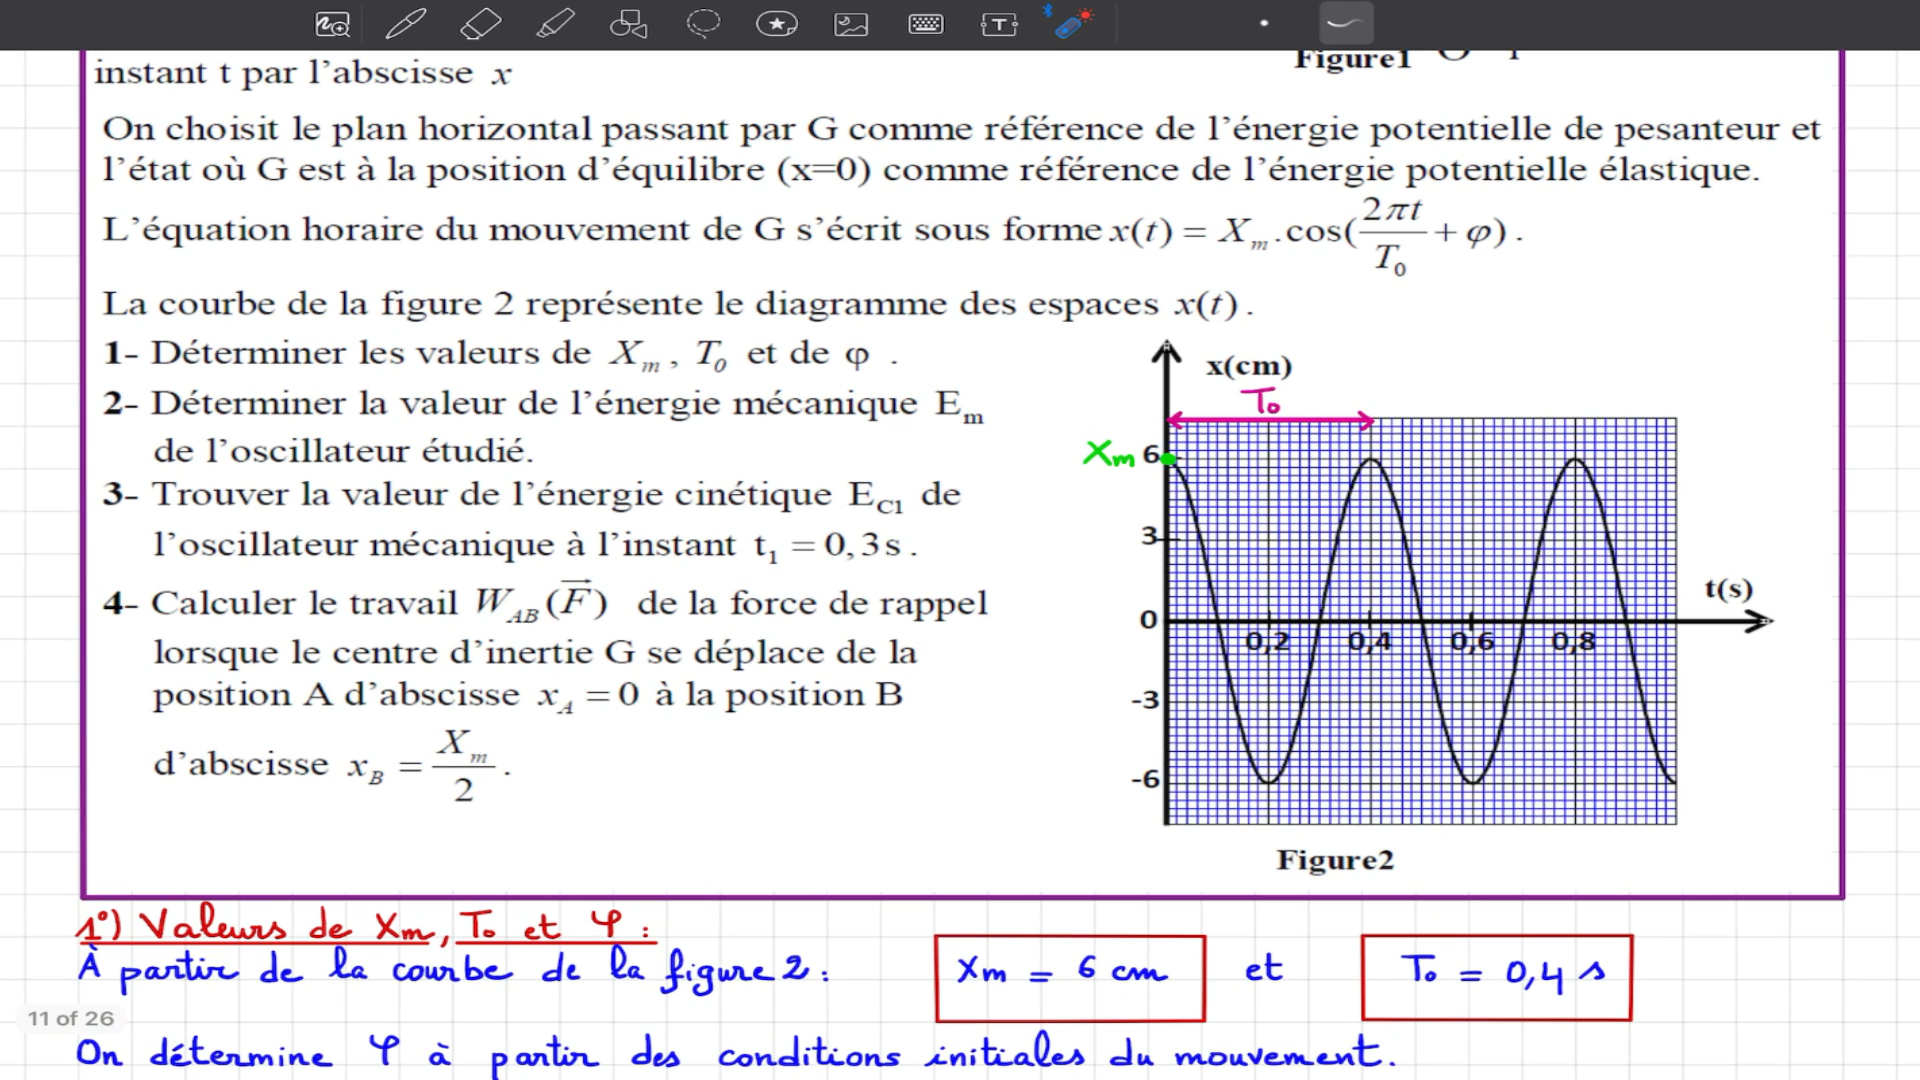 Figure1
instant t par l'abscisse x
On choisit le plan horizontal passant par G comme référence de l'énergie potentielle de pesanteur et
l'état où G est à la position d'équilibre (x=0) comme référence de l'énergie potentielle élastique.
L'équation horaire du mouvement de G s'écrit sous forme x(t) = Xm.cos(2πt/T0 + φ).
La courbe de la figure 2 représente le diagramme des espaces x(t).
1- Déterminer les valeurs de Xm, T0 et de φ .
2- Déterminer la valeur de l'énergie mécanique Em
de l'oscillateur étudié.
3- Trouver la valeur de l'énergie cinétique EC1 de
l'oscillateur mécanique à l'instant t1 = 0,3s.
4- Calculer le travail WAB(F⃗) de la force de rappel
lorsque le centre d'inertie G se déplace de la
position A d'abscisse xA = 0 à la position B
d'abscisse xB = Xm/2 .
x(cm)
T0
Xm 6
3
0
-3
-6
0,2 0,4 0,6 0,8
t(s)
Figure2
1°) Valeurs de Xm, T0 et φ :
À partir de la courbe de la figure 2 : Xm = 6 cm et T0 = 0,4 s
11 of 26
On détermine φ à partir des conditions initiales du mouvement.